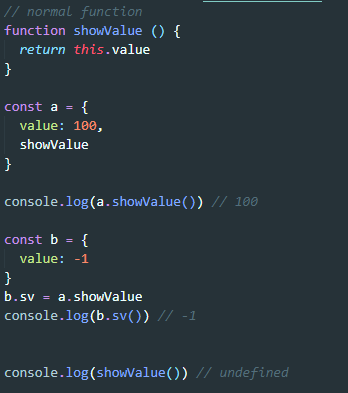 // normal function
function showValue () {
  return this.value
}
const a = {
  value: 100,
  showValue
}
console.log(a.showValue()) // 100
const b = {
  value: -1
}
b.sv = a.showValue
console.log(b.sv()) // -1
console.log(showValue()) // undefined